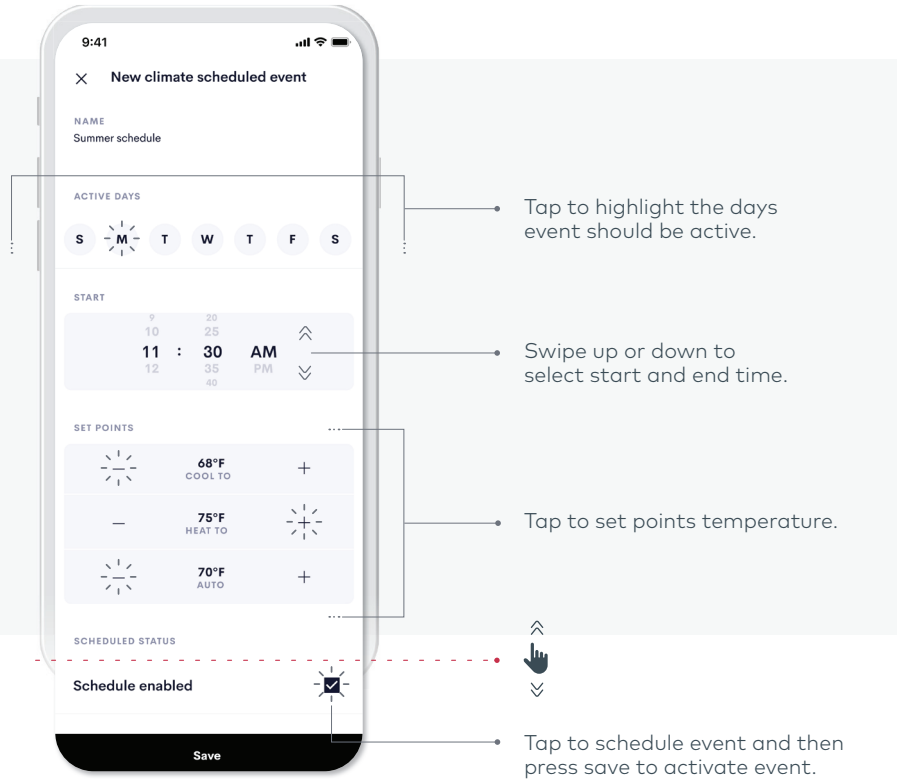 9:41
New climate scheduled event
NAME
Summer schedule
ACTIVE DAYS
S M T W T F S
Tap to highlight the days
event should be active.
START
9 20
10 25
11 : 30 AM
12 35 PM
40
Swipe up or down to
select start and end time.
SET POINTS
— 68°F +
COOL TO
— 75°F +
HEAT TO
— 70°F +
AUTO
Tap to set points temperature.
SCHEDULED STATUS
Schedule enabled
Save
Tap to schedule event and then
press save to activate event.